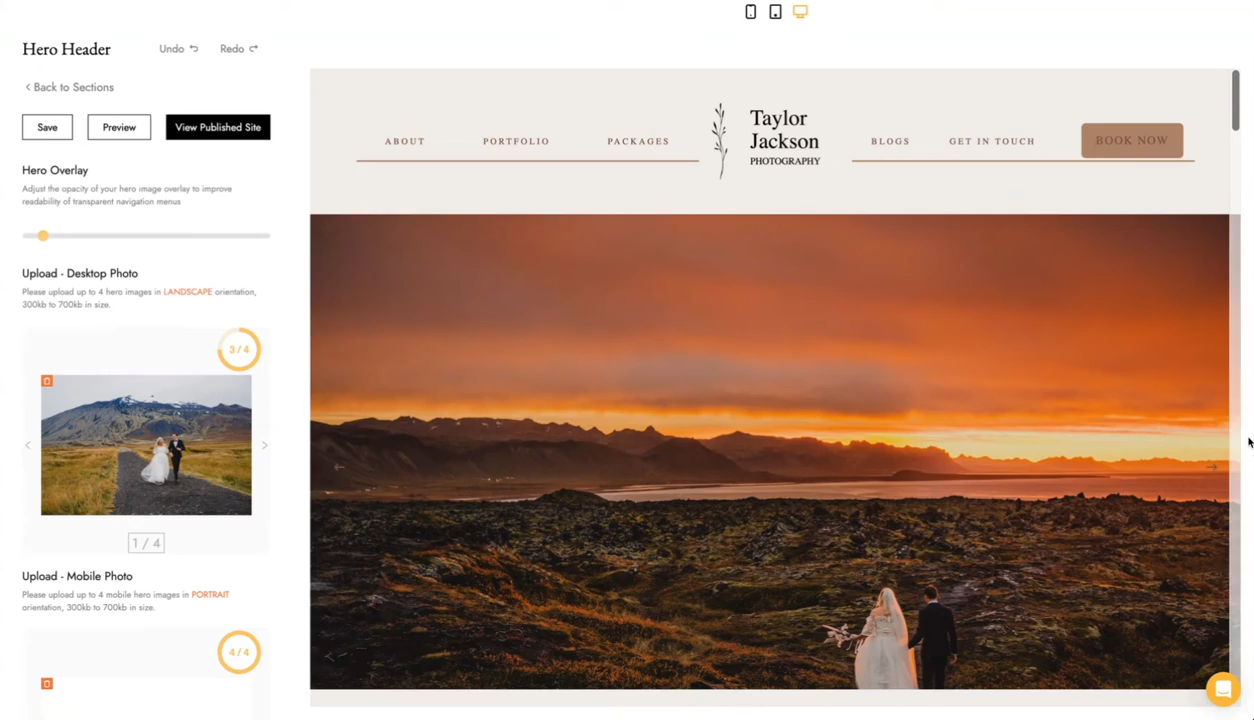 Hero Header
Undo
Redo
Back to Sections
Save
Preview
View Published Site
Hero Overlay
Adjust the opacity of your hero image overlay to improve
readability of transparent navigation menus
Upload - Desktop Photo
Please upload up to 4 hero images in LANDSCAPE orientation,
300kb to 700kb in size.
3 / 4
1 / 4
Upload - Mobile Photo
Please upload up to 4 mobile hero images in PORTRAIT
orientation, 300kb to 700kb in size.
4 / 4
ABOUT
PORTFOLIO
PACKAGES
Taylor
Jackson
PHOTOGRAPHY
BLOGS
GET IN TOUCH
BOOK NOW